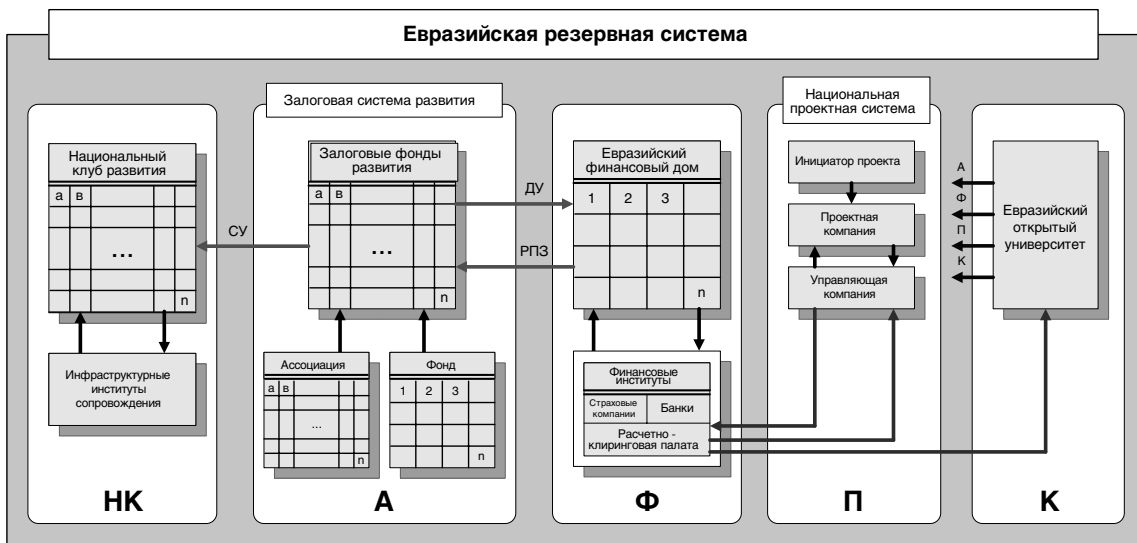 Евразийская резервная система
Залоговая система развития
Национальная
проектная система
Национальный
клуб развития
а в
...
n
Инфраструктурные
институты
сопровождения
НК
СУ
Залоговые фонды
развития
а в
...
n
Ассоциация
а в
...
n
Фонд
1 2 3
n
А
ДУ
РПЗ
Евразийский
финансовый дом
1 2 3
n
Финансовые
институты
Страховые
компании
Банки
Расчетно -
клиринговая палата
Ф
Инициатор проекта
Проектная
компания
Управляющая
компания
П
А
Ф
П
К
Евразийский
открытый
университет
К